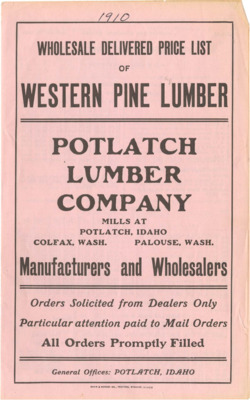 1910
WHOLESALE DELIVERED PRICE LIST
OF
WESTERN PINE LUMBER
POTLATCH
LUMBER
COMPANY
MILLS AT
POTLATCH, IDAHO
COLFAX, WASH. PALOUSE, WASH.
Manufacturers and Wholesalers
Orders Solicited from Dealers Only
Particular attention paid to Mail Orders
All Orders Promptly Filled
General Offices: POTLATCH, IDAHO